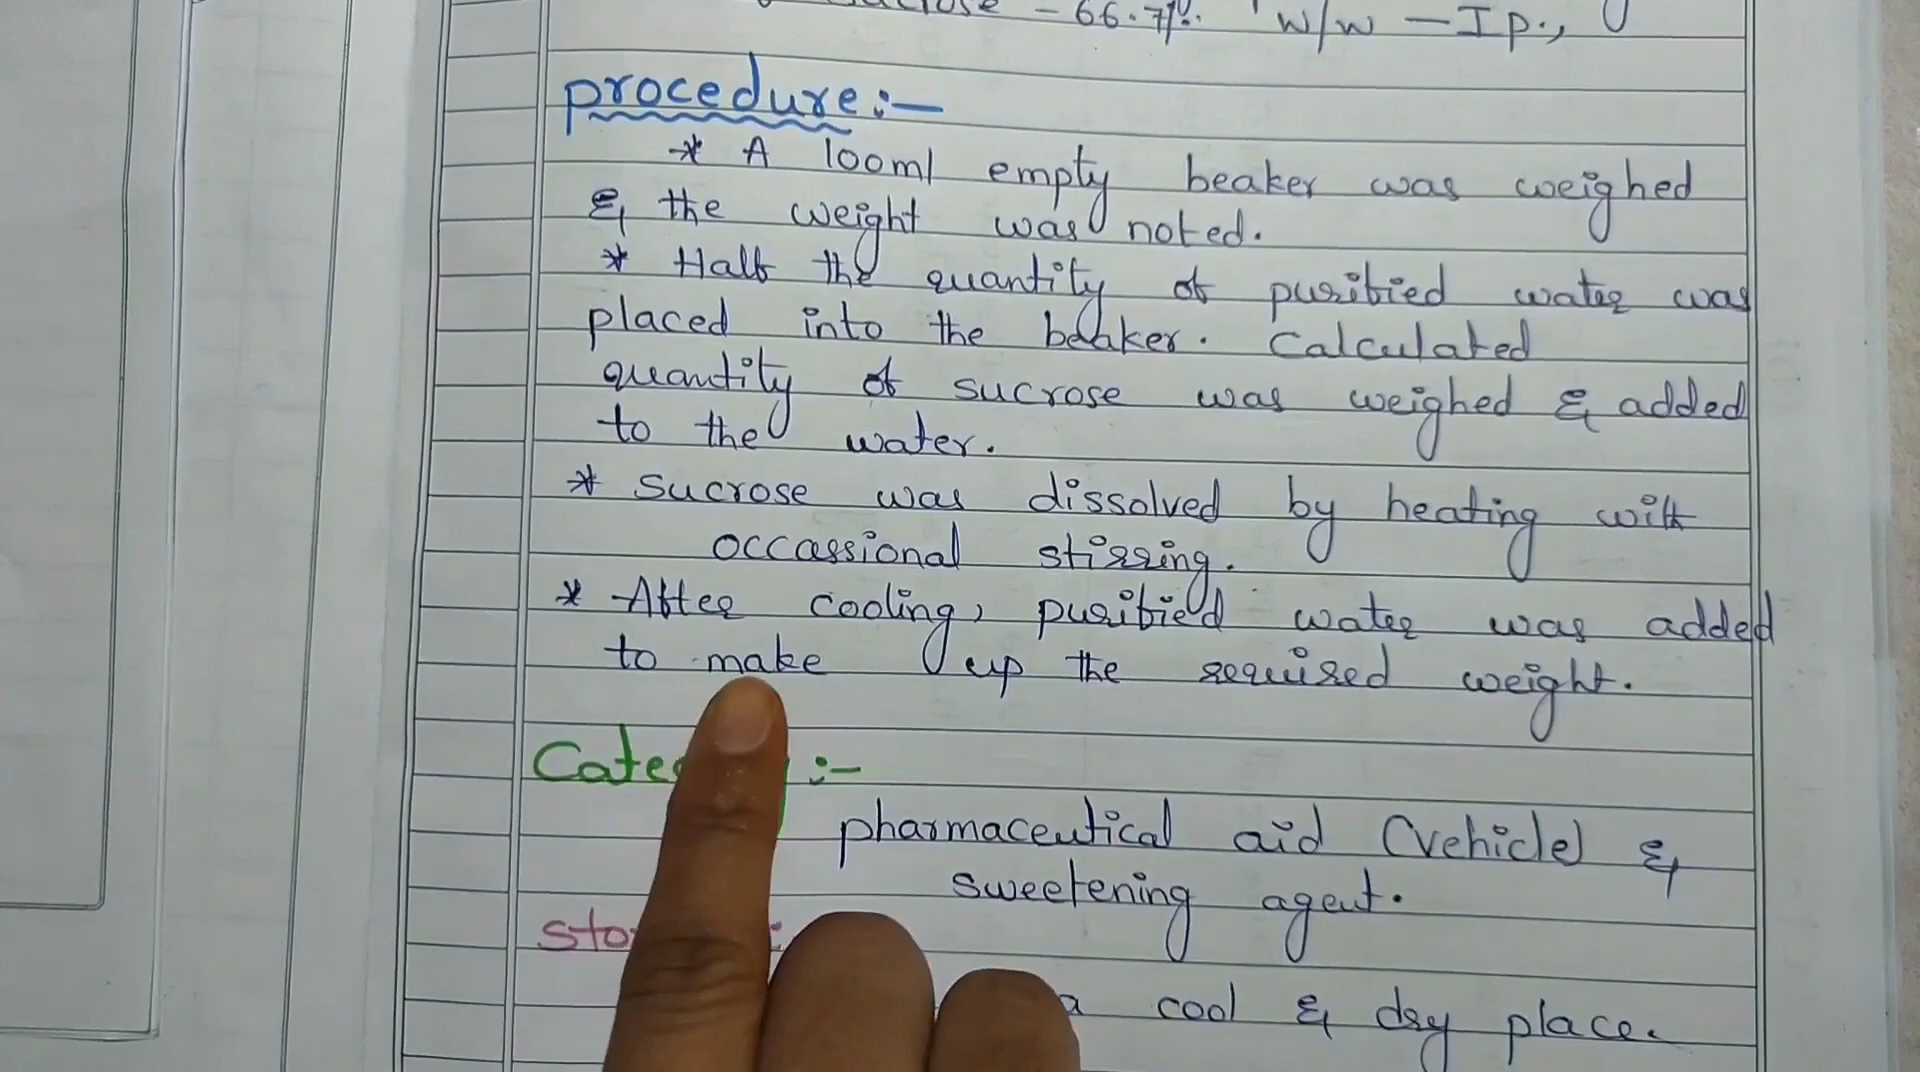 - 66.7%. w/w - Ip.,
procedure:-
* A 100ml empty beaker was weighed
& the weight was noted.
* Half the quantity of purified water was
placed into the beaker. Calculated
quantity of sucrose was weighed & added
to the water.
* Sucrose was dissolved by heating with
occassional stirring.
* After cooling, purified water was added
to make up the required weight.
:-
pharmaceutical aid (vehicle) &
sweetening agent.
a cool & dry place.